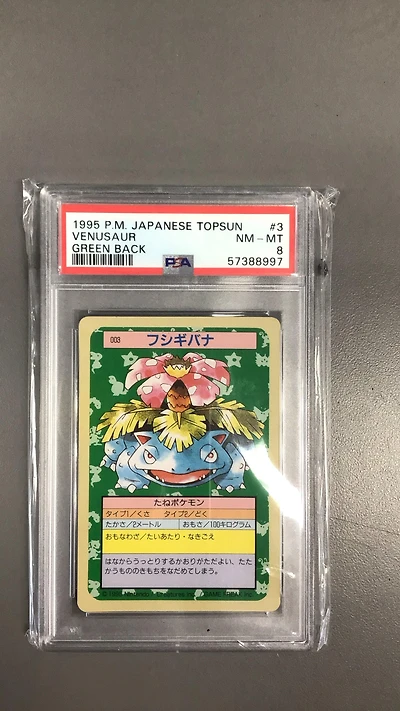 1995 P.M. JAPANESE TOPSUN #3
VENUSAUR NM - MT
GREEN BACK 8
PSA 57388997
003 フシギバナ
たねポケモン
タイプ1/くさ タイプ2/どく
たかさ/2メートル おもさ/100キログラム
おもなわざ/たいあたり・なきごえ
はなからうっとりするかおりがただよい、たた
かうもののきもちをなだめてしまう。